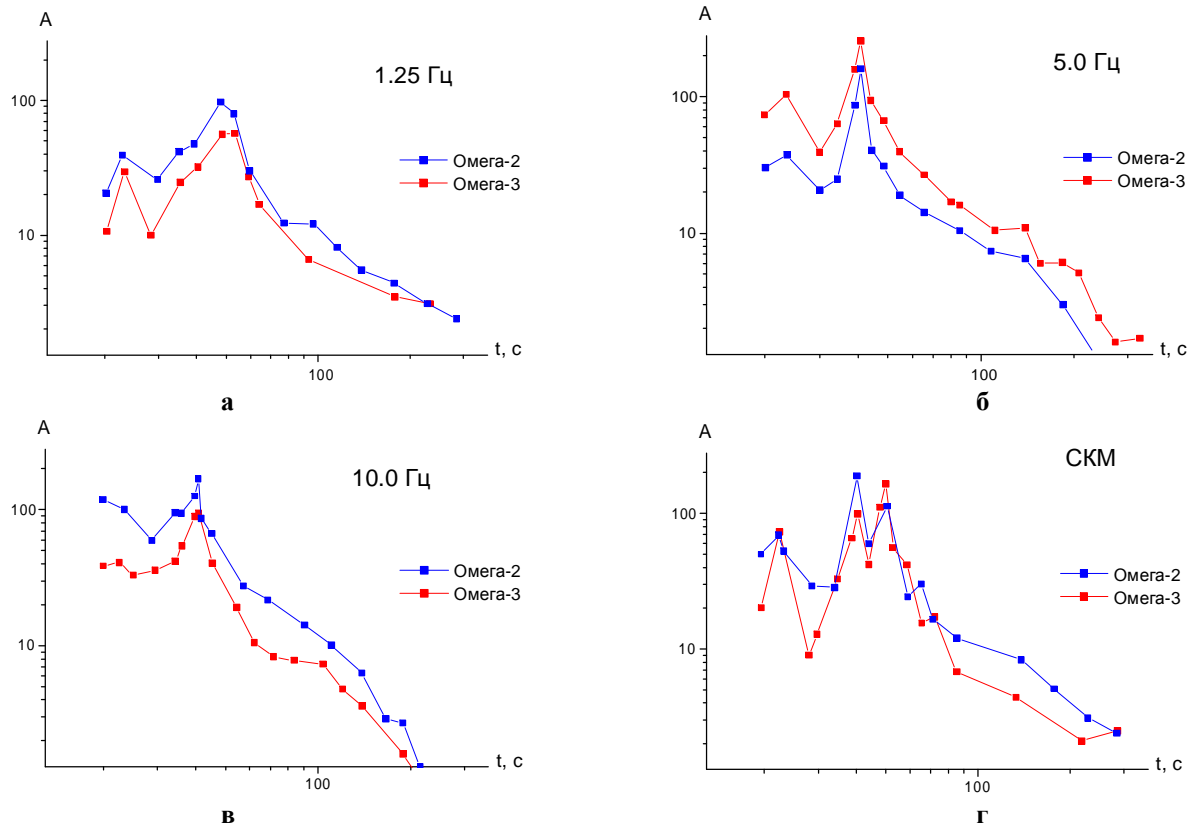 А
1.25 Гц
100
Омега-2
Омега-3
10
t, с
100
а
А
5.0 Гц
100
Омега-2
Омега-3
10
t, с
100
б
А
10.0 Гц
100
Омега-2
Омега-3
10
t, с
100
в
А
СКМ
100
Омега-2
Омега-3
10
t, с
100
г